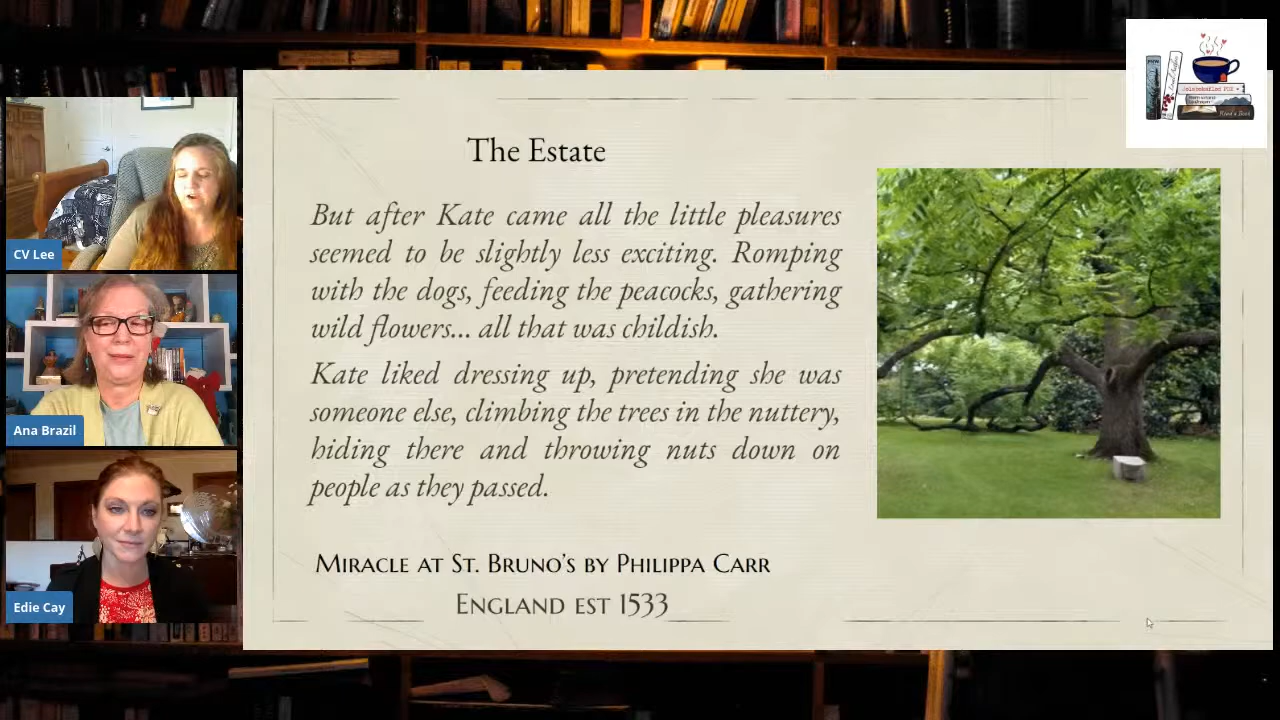 The Estate
But after Kate came all the little pleasures
seemed to be slightly less exciting. Romping
with the dogs, feeding the peacocks, gathering
wild flowers... all that was childish.
Kate liked dressing up, pretending she was
someone else, climbing the trees in the nuttery,
hiding there and throwing nuts down on
people as they passed.
Miracle at St. Bruno's by Philippa Carr
England est 1533
CV Lee
Ana Brazil
Edie Cay
Read a Book